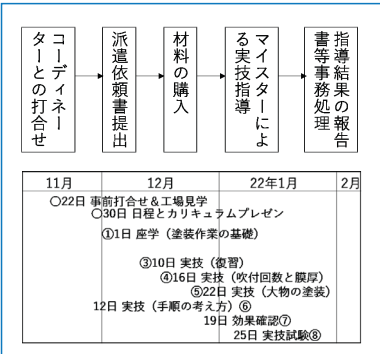 コーディネー
ターとの打合せ
派遣依頼書提出
材料の購入
マイスターによ
る実技指導
指導結果の報告
書等事務処理
11月 12月 22年1月 2月
○22日 事前打合せ＆工場見学
○30日 日程とカリキュラムプレゼン
①1日 座学（塗装作業の基礎）
③10日 実技（復習）
④16日 実技（吹付回数と膜厚）
⑤22日 実技（大物の塗装）
12日 実技（手順の考え方）⑥
19日 効果確認⑦
25日 実技試験⑧